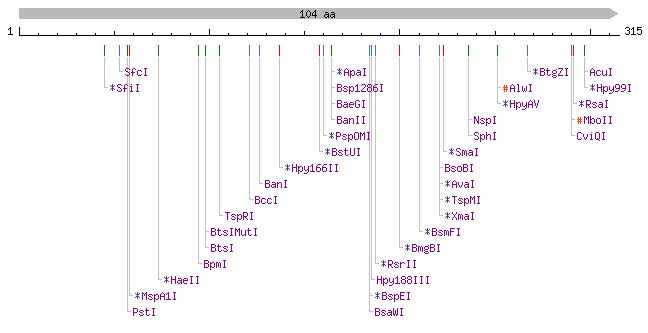 104 aa
1 315
SfcI *ApaI *BtgZI AcuI
*SfiI Bsp1286I #AlwI *Hpy99I
BaeGI *HpyAV *RsaI
BanII NspI #MboII
*PspOMI SphI CviQI
*BstUI *SmaI
*Hpy166II BsoBI
BanI *AvaI
BccI *TspMI
TspRI *XmaI
BtsIMutI *BsmFI
BtsI *BmgBI
BpmI *RsrII
*HaeII Hpy188III
*MspA1I *BspEI
PstI BsaWI